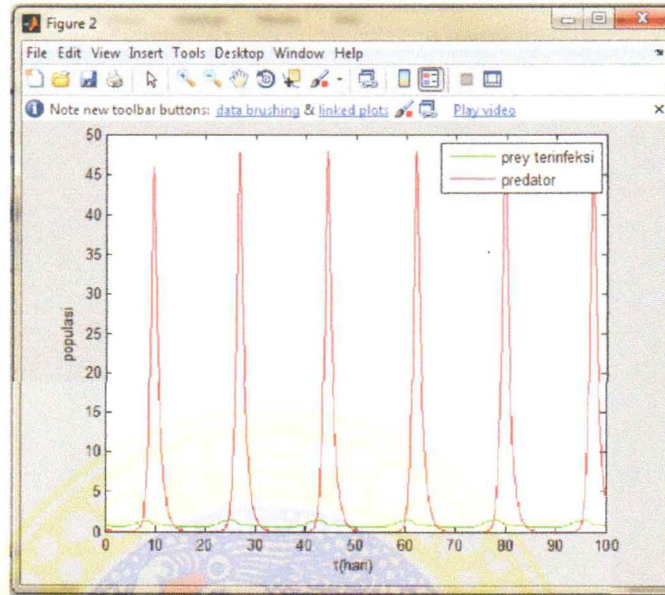 Figure 2
File Edit View Insert Tools Desktop Window Help
Note new toolbar buttons: data brushing & linked plots Play video
50
45
40
35
30
25
20
15
10
5
0
populasi
prey terinfeksi
predator
0 10 20 30 40 50 60 70 80 90 100
t(hari)